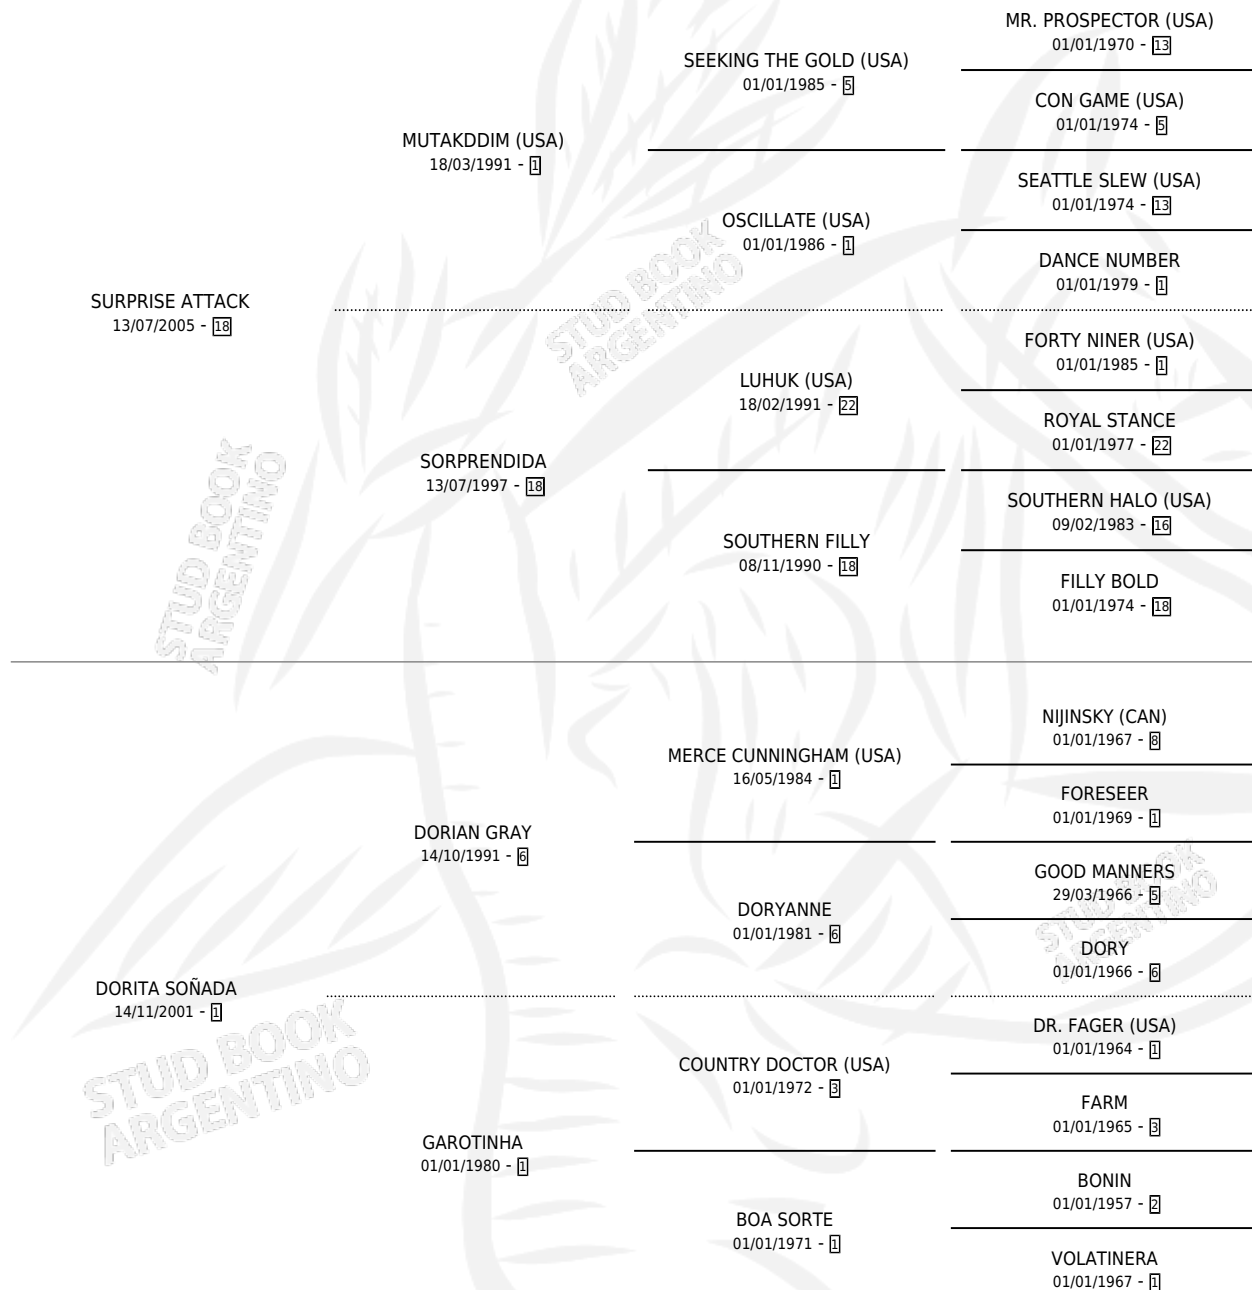 MR. PROSPECTOR (USA)
01/01/1970 - 13
SEEKING THE GOLD (USA)
01/01/1985 - 5
CON GAME (USA)
01/01/1974 - 5
MUTAKDDIM (USA)
18/03/1991 - 1
SEATTLE SLEW (USA)
01/01/1974 - 13
OSCILLATE (USA)
01/01/1986 - 1
DANCE NUMBER
01/01/1979 - 1
SURPRISE ATTACK
13/07/2005 - 18
STUD BOOK
ARGENTINO
FORTY NINER (USA)
01/01/1985 - 1
LUHUK (USA)
18/02/1991 - 22
ROYAL STANCE
01/01/1977 - 22
SORPRENDIDA
13/07/1997 - 18
SOUTHERN HALO (USA)
09/02/1983 - 16
SOUTHERN FILLY
08/11/1990 - 18
FILLY BOLD
01/01/1974 - 18
STUD BOOK
ARGENTINO
NIJINSKY (CAN)
01/01/1967 - 8
MERCE CUNNINGHAM (USA)
16/05/1984 - 1
FORESEER
01/01/1969 - 1
DORIAN GRAY
14/10/1991 - 6
GOOD MANNERS
29/03/1966 - 5
DORYANNE
01/01/1981 - 6
STUD BOOK
ARGENTINO
DORY
01/01/1966 - 6
DORITA SOÑADA
14/11/2001 - 1
DR. FAGER (USA)
01/01/1964 - 1
STUD BOOK
ARGENTINO
COUNTRY DOCTOR (USA)
01/01/1972 - 3
FARM
01/01/1965 - 3
GAROTINHA
01/01/1980 - 1
BONIN
01/01/1957 - 2
BOA SORTE
01/01/1971 - 1
VOLATINERA
01/01/1967 - 1